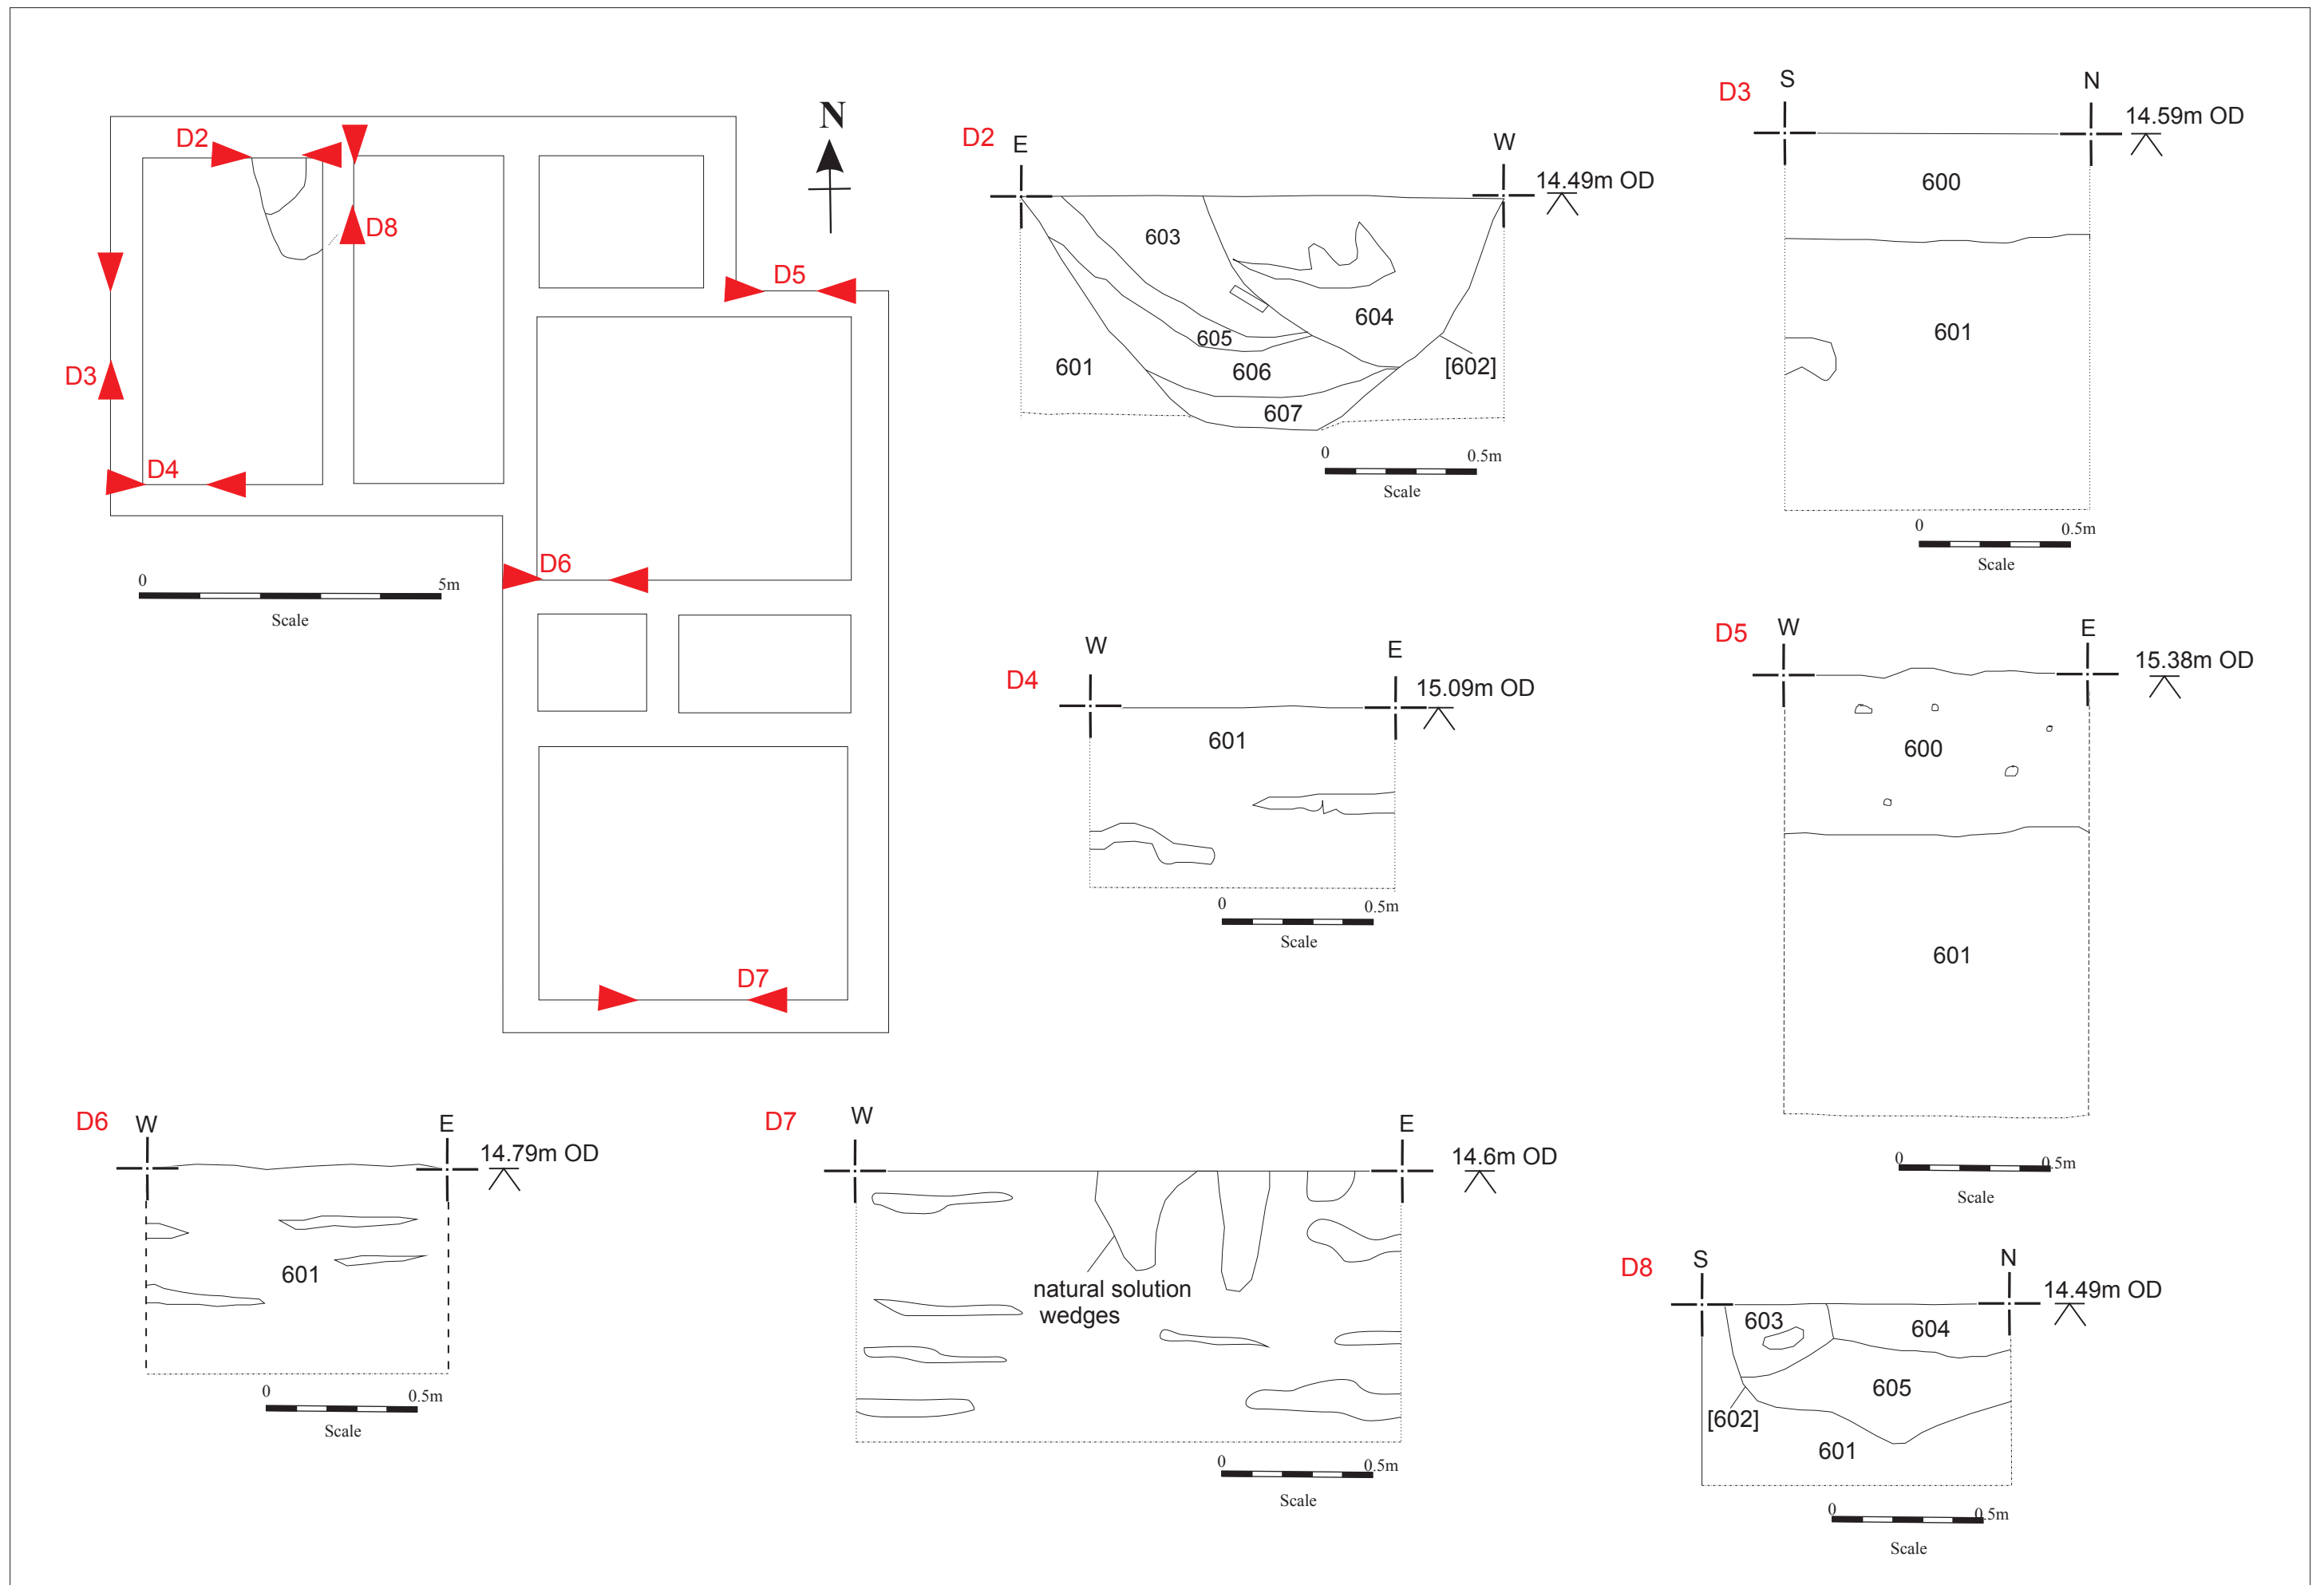 N
D2
D8
D3
D4
D5
D6
D7
0
5m
Scale
D2
E
W
14.49m OD
603
604
605
606
601
607
[602]
0
0.5m
Scale
D3
S
N
14.59m OD
600
601
0
0.5m
Scale
D4
W
E
15.09m OD
601
0
0.5m
Scale
D5
W
E
15.38m OD
600
601
0
0.5m
Scale
D6
W
E
14.79m OD
601
0
0.5m
Scale
D7
W
E
14.6m OD
natural solution
wedges
0
0.5m
Scale
D8
S
N
14.49m OD
603
604
605
[602]
601
0
0.5m
Scale